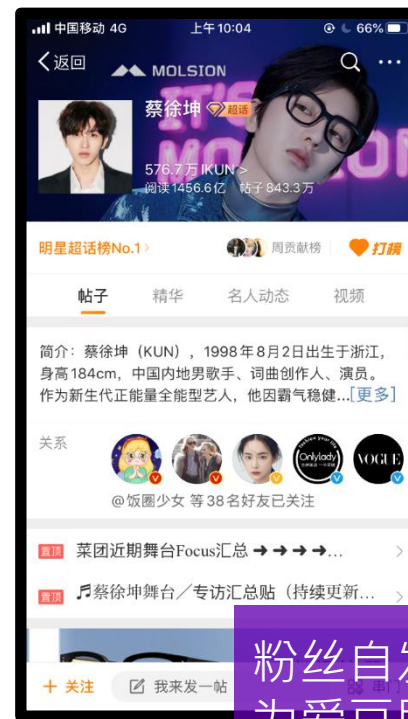 中国移动 4G 上午10:04 66%
返回 MOLSION
蔡徐坤 超话
IT'S
576.7万 IKUN >
阅读1456.6亿 帖子843.3万
明星超话榜No.1 周贡献榜 打榜
帖子 精华 名人动态 视频
简介：蔡徐坤（KUN），1998年8月2日出生于浙江，
身高184cm，中国内地男歌手、词曲创作人、演员。
作为新生代正能量全能型艺人，他因霸气稳健...[更多]
关系
Onlylady VOGUE
@饭圈少女 等38名好友已关注
置顶 菜团近期舞台Focus汇总➔➔➔➔...
置顶 🎵蔡徐坤舞台／专访汇总贴（持续更新...
+ 关注 我来发一帖
粉丝自发